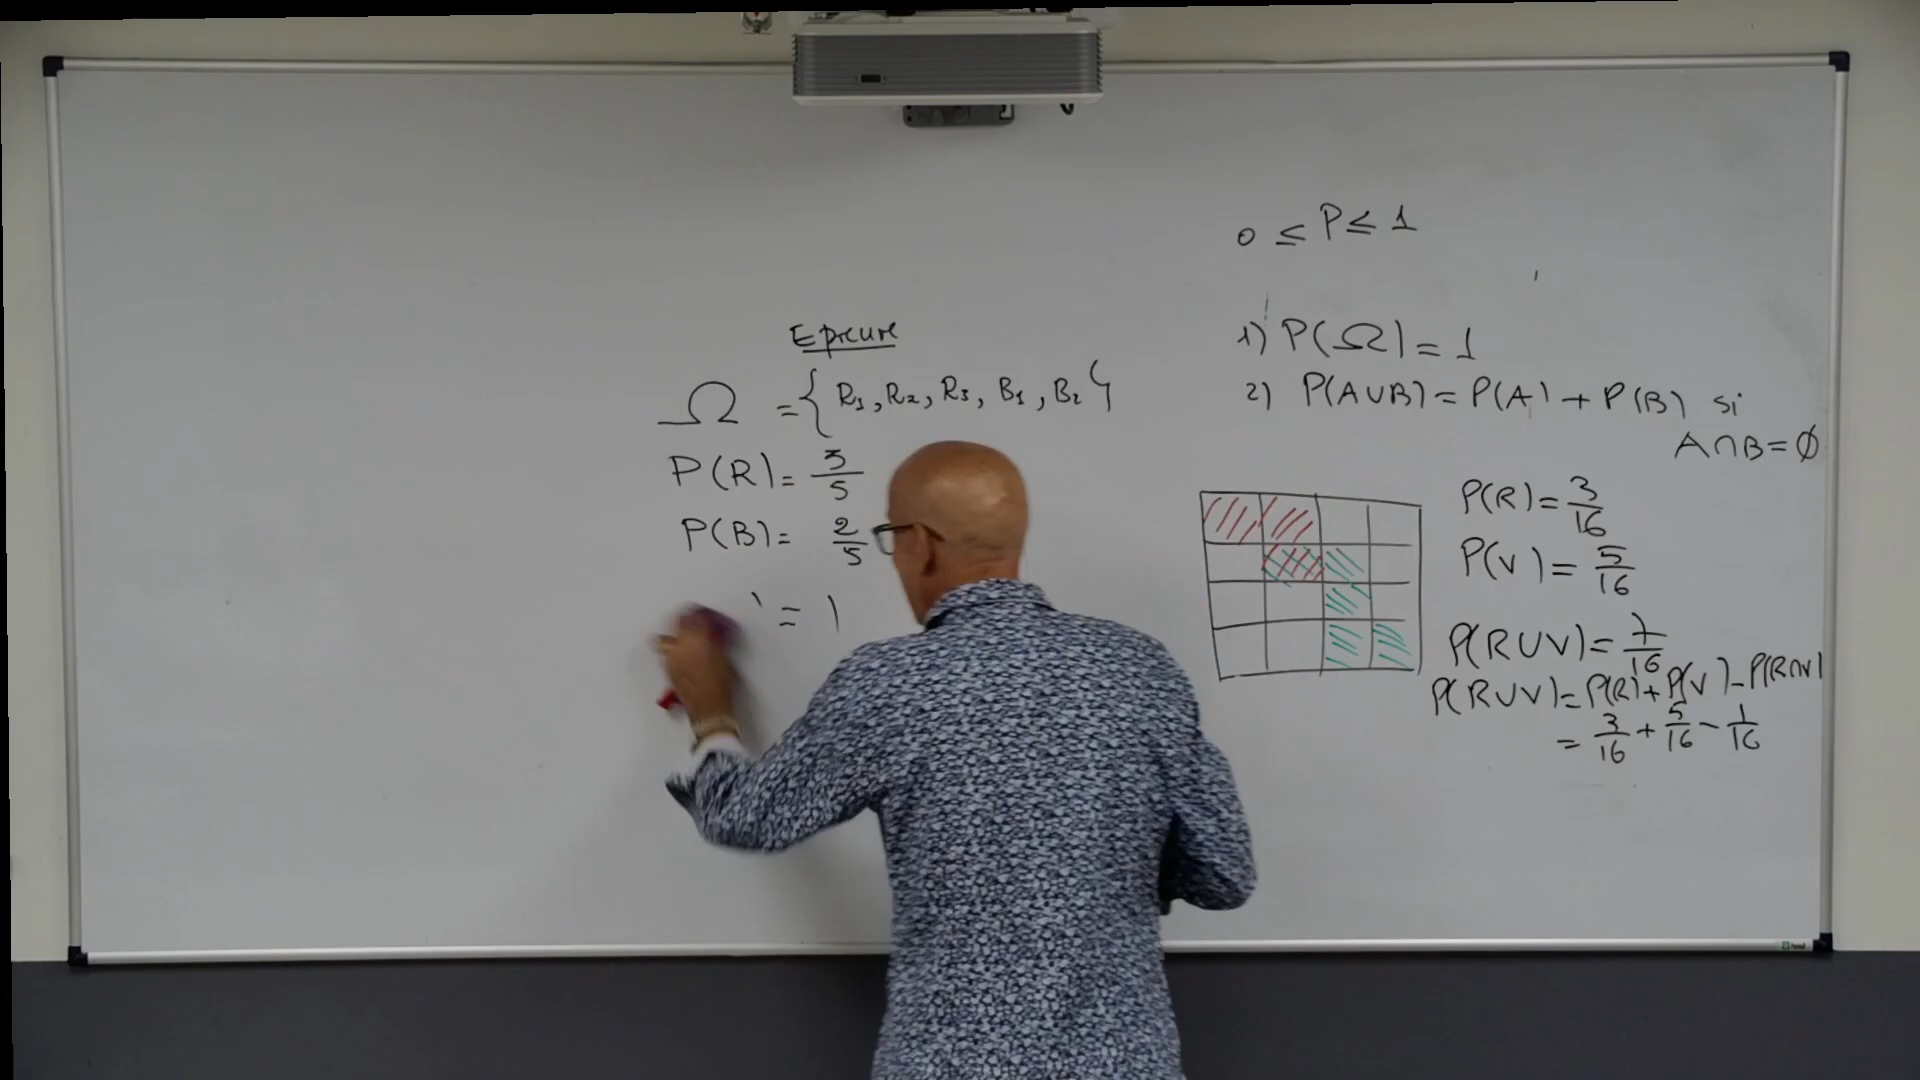 Epreuve
Ω = { R1, R2, R3, B1, B2 }
P(R) = 3/5
P(B) = 2/5
= 1
0 ≤ P ≤ 1
1) P(Ω) = 1
2) P(A∪B) = P(A) + P(B) si
A∩B = ∅
P(R) = 3/16
P(V) = 5/16
P(R∪V) = 7/16
P(R∪V) = P(R) + P(V) - P(R∩V)
= 3/16 + 5/16 - 1/16